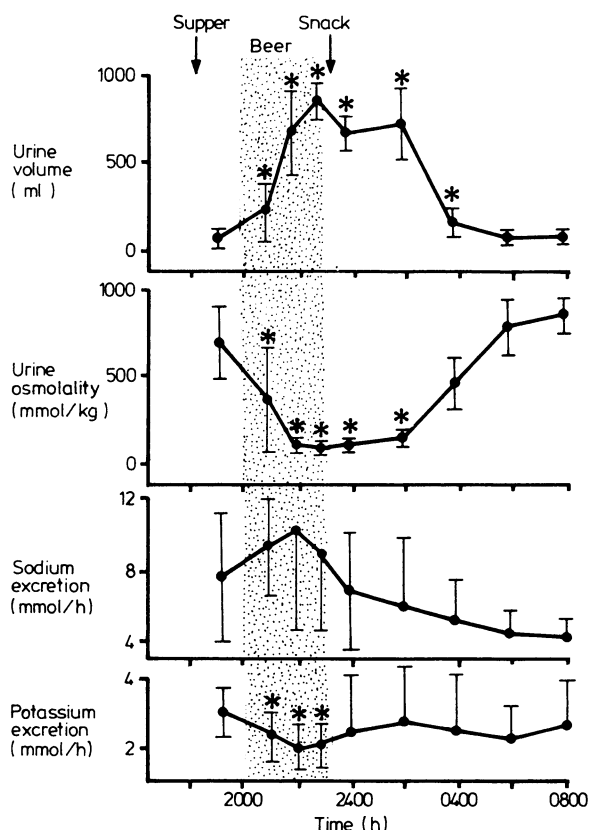 Supper
Snack
Beer
1000
500
0
Urine
volume
( ml )
* * * * * * *
1000
500
0
Urine
osmolality
(mmol/kg)
* * * * *
12
8
4
Sodium
excretion
(mmol/h)
4
2
Potassium
excretion
(mmol/h)
* * *
2000 2400 0400 0800
Time (h)